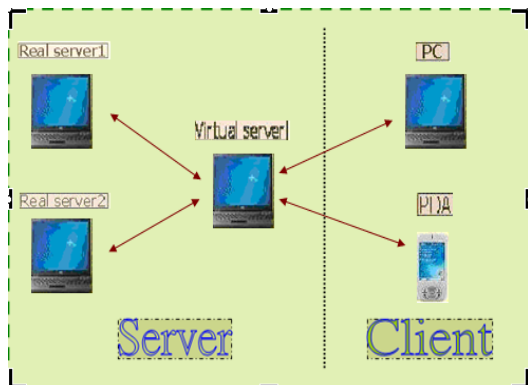 Real server1
PC
Virtual server
Real server2
PDA
Server
Client